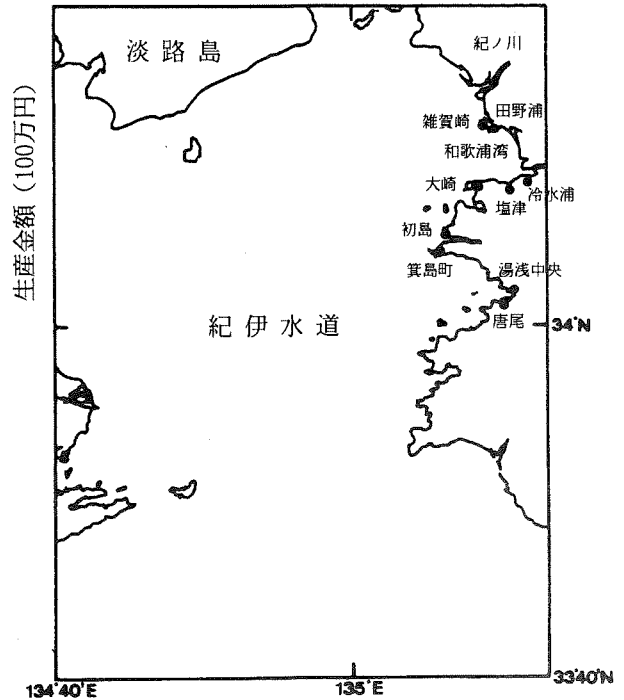 生産金額（100万円）
淡路島
紀ノ川
田野浦
雑賀崎
和歌浦湾
大崎
冷水浦
塩津
初島
箕島町
湯浅中央
唐尾
紀伊水道
34°N
33°40'N
134°40'E
135°E